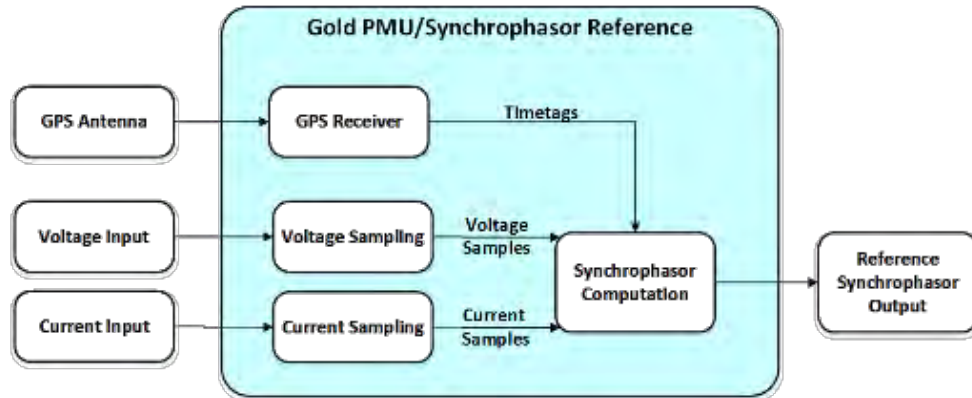 Gold PMU/Synchrophasor Reference
GPS Antenna
GPS Receiver
Timetags
Voltage Input
Voltage Sampling
Voltage
Samples
Synchrophasor
Computation
Reference
Synchrophasor
Output
Current Input
Current Sampling
Current
Samples